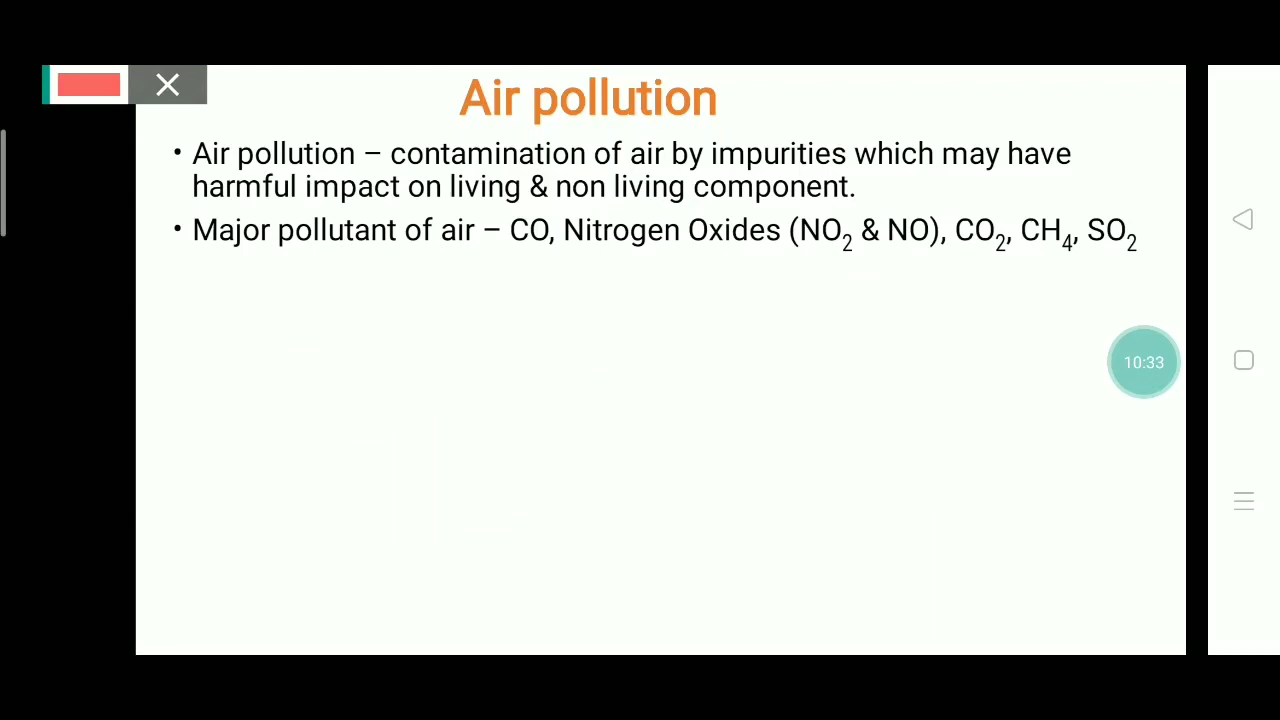 Air pollution
• Air pollution – contamination of air by impurities which may have
harmful impact on living & non living component.
• Major pollutant of air – CO, Nitrogen Oxides (NO₂ & NO), CO₂, CH₄, SO₂
10:33